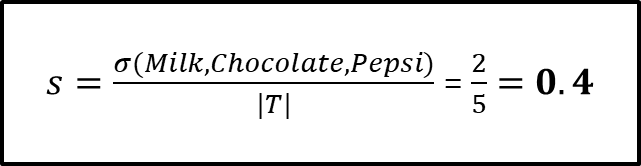 s = σ(Milk,Chocolate,Pepsi) / |T| = 2/5 = 0.4